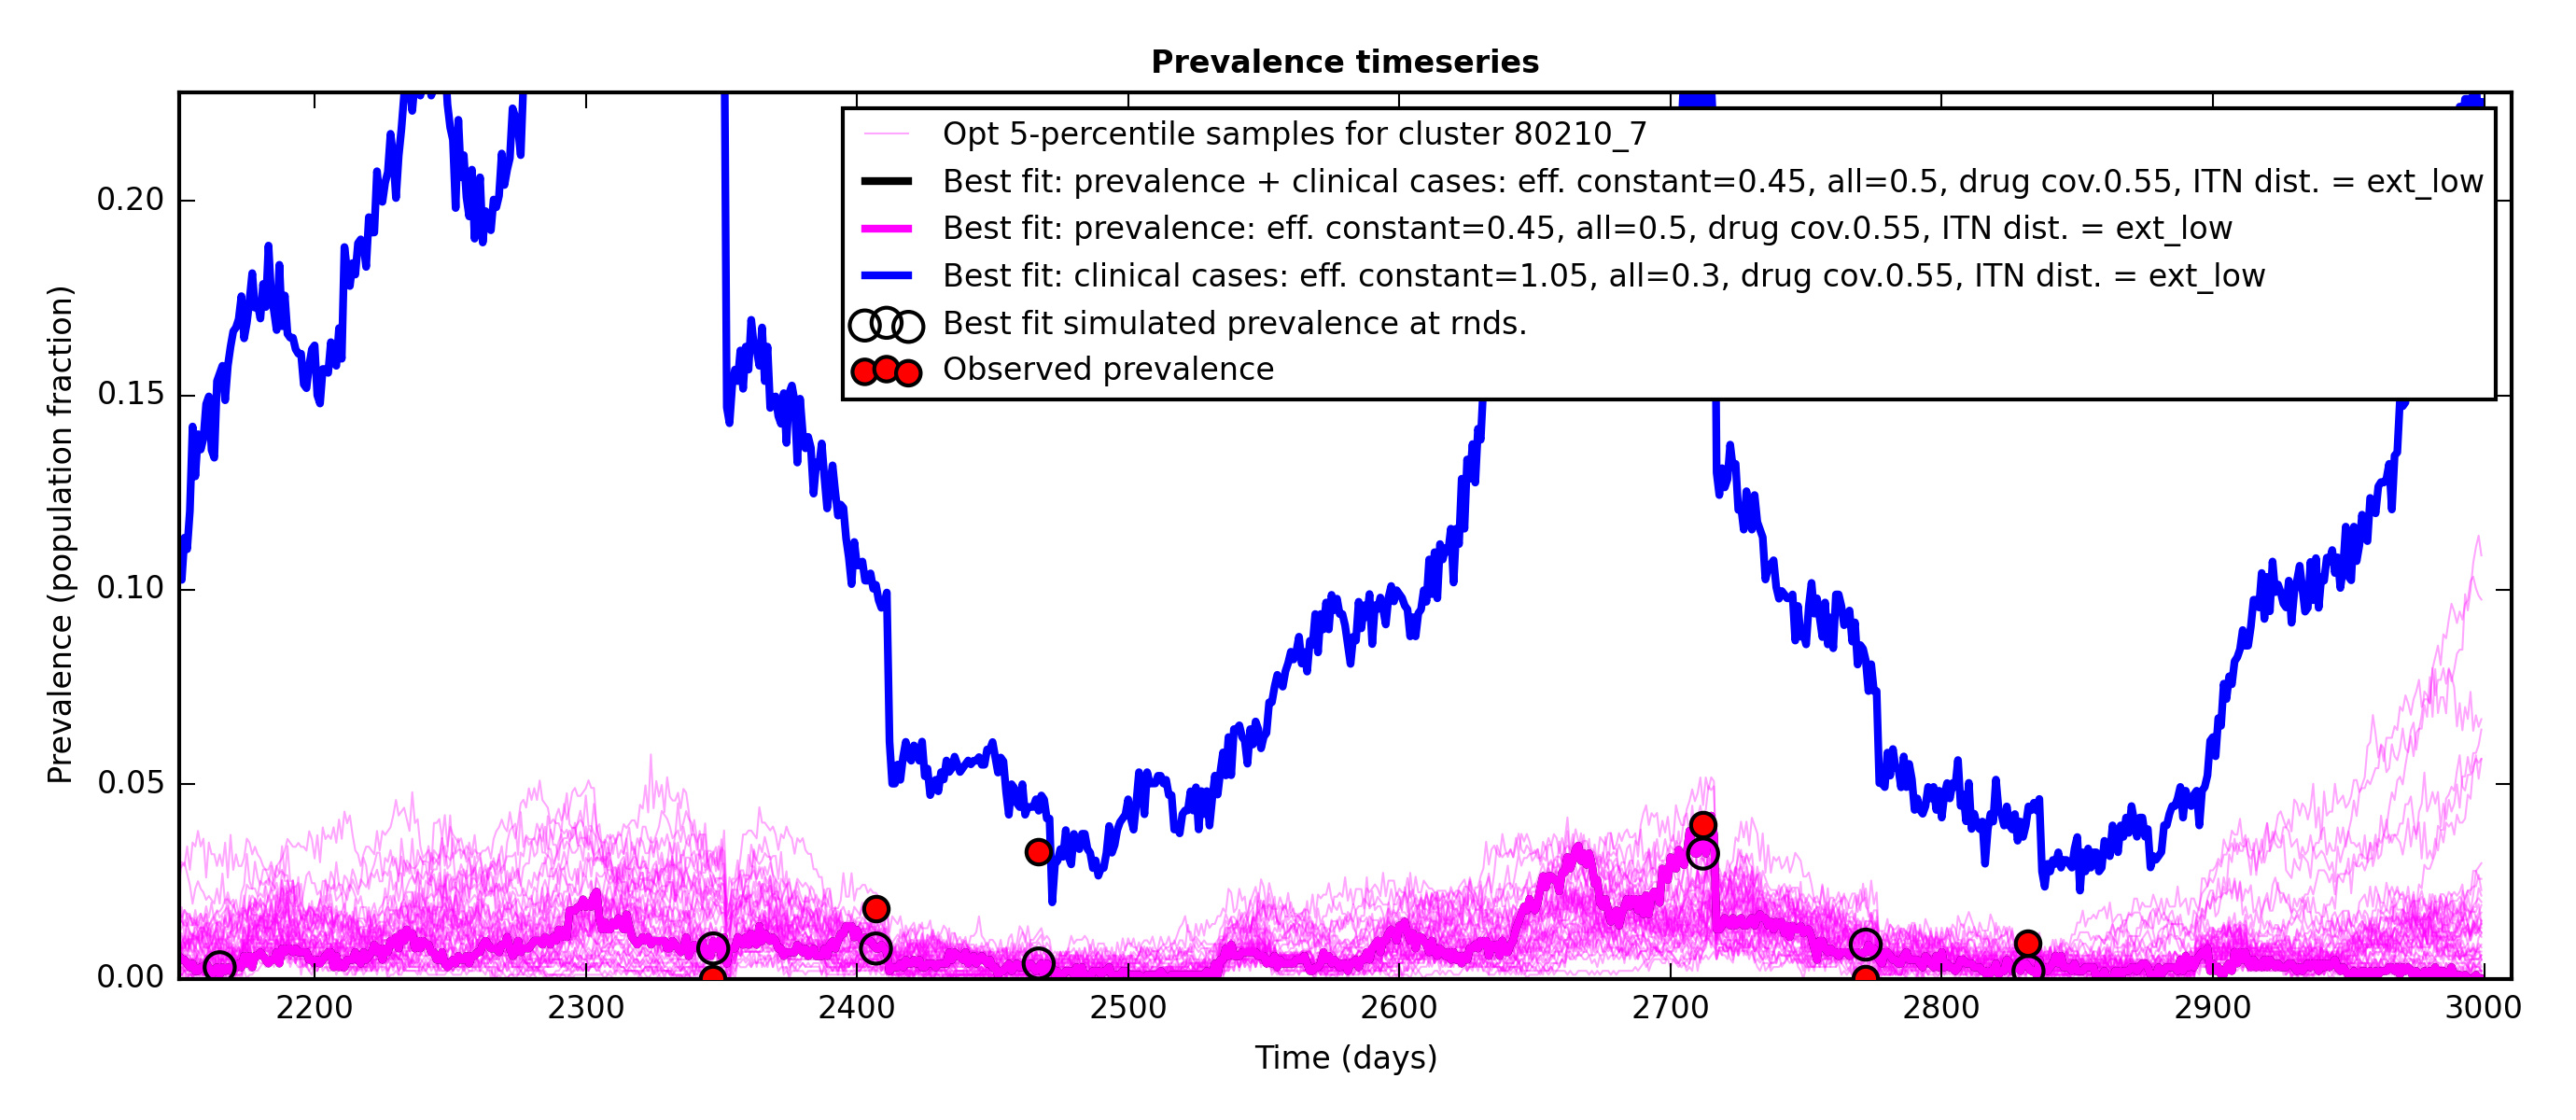 Prevalence timeseries
Opt 5-percentile samples for cluster 80210_7
Best fit: prevalence + clinical cases: eff. constant=0.45, all=0.5, drug cov.0.55, ITN dist. = ext_low
Best fit: prevalence: eff. constant=0.45, all=0.5, drug cov.0.55, ITN dist. = ext_low
Best fit: clinical cases: eff. constant=1.05, all=0.3, drug cov.0.55, ITN dist. = ext_low
Best fit simulated prevalence at rnds.
Observed prevalence
Prevalence (population fraction)
0.20
0.15
0.10
0.05
0.00
2200 2300 2400 2500 2600 2700 2800 2900 3000
Time (days)